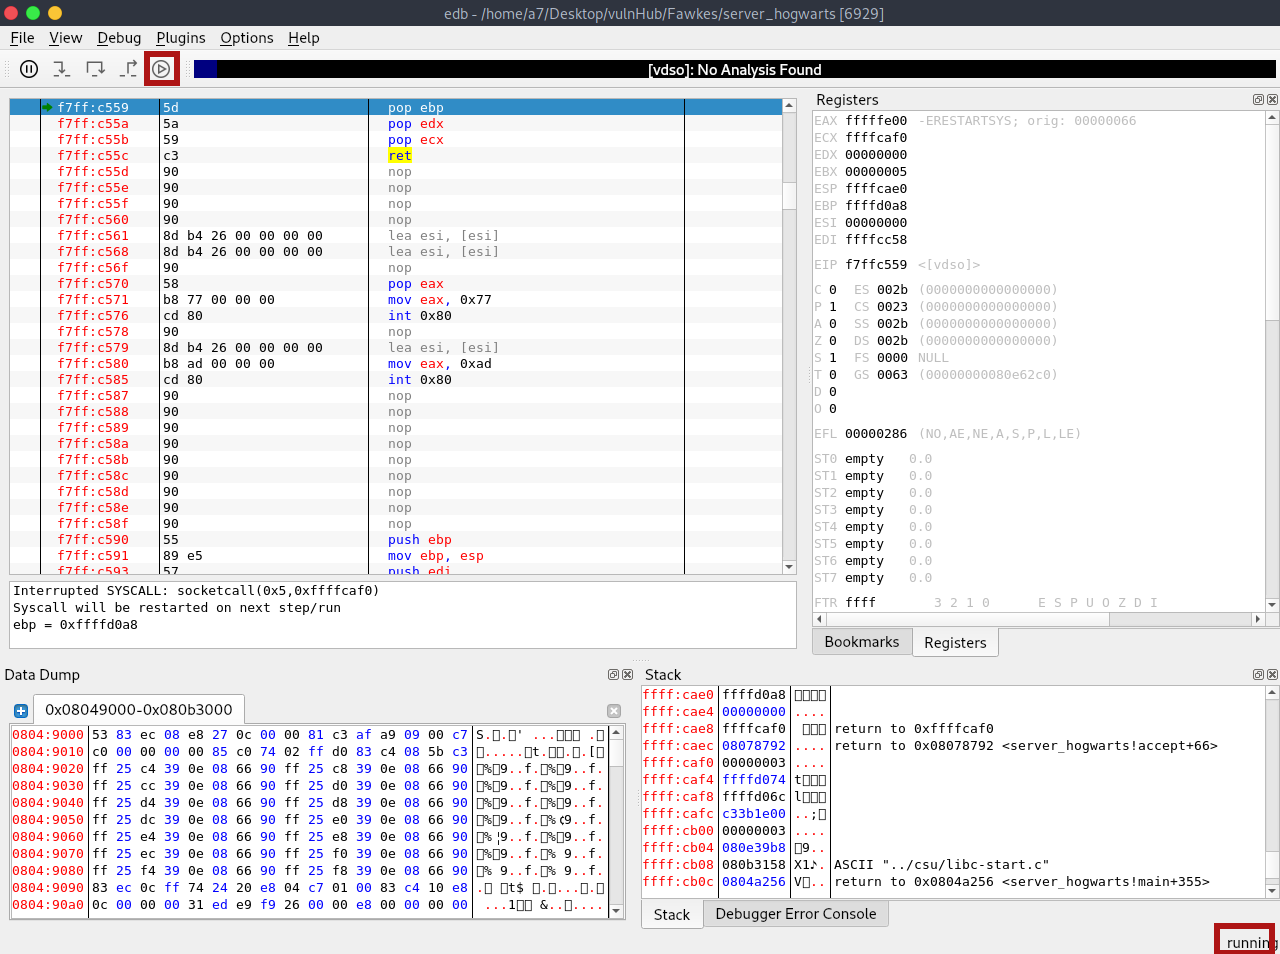 edb - /home/a7/Desktop/vulnHub/Fawkes/server_hogwarts [6929]
File View Debug Plugins Options Help
[vdso]: No Analysis Found
f7ff:c559 5d pop ebp
f7ff:c55a 5a pop edx
f7ff:c55b 59 pop ecx
f7ff:c55c c3 ret
f7ff:c55d 90 nop
f7ff:c55e 90 nop
f7ff:c55f 90 nop
f7ff:c560 90 nop
f7ff:c561 8d b4 26 00 00 00 00 lea esi, [esi]
f7ff:c568 8d b4 26 00 00 00 00 lea esi, [esi]
f7ff:c56f 90 nop
f7ff:c570 58 pop eax
f7ff:c571 b8 77 00 00 00 mov eax, 0x77
f7ff:c576 cd 80 int 0x80
f7ff:c578 90 nop
f7ff:c579 8d b4 26 00 00 00 00 lea esi, [esi]
f7ff:c580 b8 ad 00 00 00 mov eax, 0xad
f7ff:c585 cd 80 int 0x80
f7ff:c587 90 nop
f7ff:c588 90 nop
f7ff:c589 90 nop
f7ff:c58a 90 nop
f7ff:c58b 90 nop
f7ff:c58c 90 nop
f7ff:c58d 90 nop
f7ff:c58e 90 nop
f7ff:c58f 90 nop
f7ff:c590 55 push ebp
f7ff:c591 89 e5 mov ebp, esp
f7ff:c593 57 push edi
Interrupted SYSCALL: socketcall(0x5,0xffffcaf0)
Syscall will be restarted on next step/run
ebp = 0xffffd0a8
Registers
EAX fffffe00 -ERESTARTSYS; orig: 00000066
ECX ffffcaf0
EDX 00000000
EBX 00000005
ESP ffffcae0
EBP ffffd0a8
ESI 00000000
EDI ffffcc58
EIP f7ffc559 <[vdso]>
C 0 ES 002b (0000000000000000)
P 1 CS 0023 (0000000000000000)
A 0 SS 002b (0000000000000000)
Z 0 DS 002b (0000000000000000)
S 1 FS 0000 NULL
T 0 GS 0063 (00000000080e62c0)
D 0
O 0
EFL 00000286 (NO,AE,NE,A,S,P,L,LE)
ST0 empty 0.0
ST1 empty 0.0
ST2 empty 0.0
ST3 empty 0.0
ST4 empty 0.0
ST5 empty 0.0
ST6 empty 0.0
ST7 empty 0.0
FTR ffff 3 2 1 0 E S P U O Z D I
Bookmarks Registers
Data Dump
0x08049000-0x080b3000
0804:9000 53 83 ec 08 e8 27 0c 00 00 81 c3 af a9 09 00 c7
0804:9010 c0 00 00 00 00 85 c0 74 02 ff d0 83 c4 08 5b c3
0804:9020 ff 25 c4 39 0e 08 66 90 ff 25 c8 39 0e 08 66 90
0804:9030 ff 25 cc 39 0e 08 66 90 ff 25 d0 39 0e 08 66 90
0804:9040 ff 25 d4 39 0e 08 66 90 ff 25 d8 39 0e 08 66 90
0804:9050 ff 25 dc 39 0e 08 66 90 ff 25 e0 39 0e 08 66 90
0804:9060 ff 25 e4 39 0e 08 66 90 ff 25 e8 39 0e 08 66 90
0804:9070 ff 25 ec 39 0e 08 66 90 ff 25 f0 39 0e 08 66 90
0804:9080 ff 25 f4 39 0e 08 66 90 ff 25 f8 39 0e 08 66 90
0804:9090 83 ec 0c ff 74 24 20 e8 04 c7 01 00 83 c4 10 e8
0804:90a0 0c 00 00 00 31 ed e9 f9 26 00 00 e8 00 00 00 00
Stack
ffff:cae0 ffffd0a8
ffff:cae4 00000000 ....
ffff:cae8 ffffcaf0 return to 0xffffcaf0
ffff:caec 08078792 .... return to 0x08078792 <server_hogwarts!accept+66>
ffff:caf0 00000003 ....
ffff:caf4 ffffd074 t
ffff:caf8 ffffd06c l
ffff:cafc c33b1e00 ..;
ffff:cb00 00000003 ....
ffff:cb04 080e39b8 9..
ffff:cb08 080b3158 X1♪. ASCII "../csu/libc-start.c"
ffff:cb0c 0804a256 V .. return to 0x0804a256 <server_hogwarts!main+355>
Stack Debugger Error Console
running